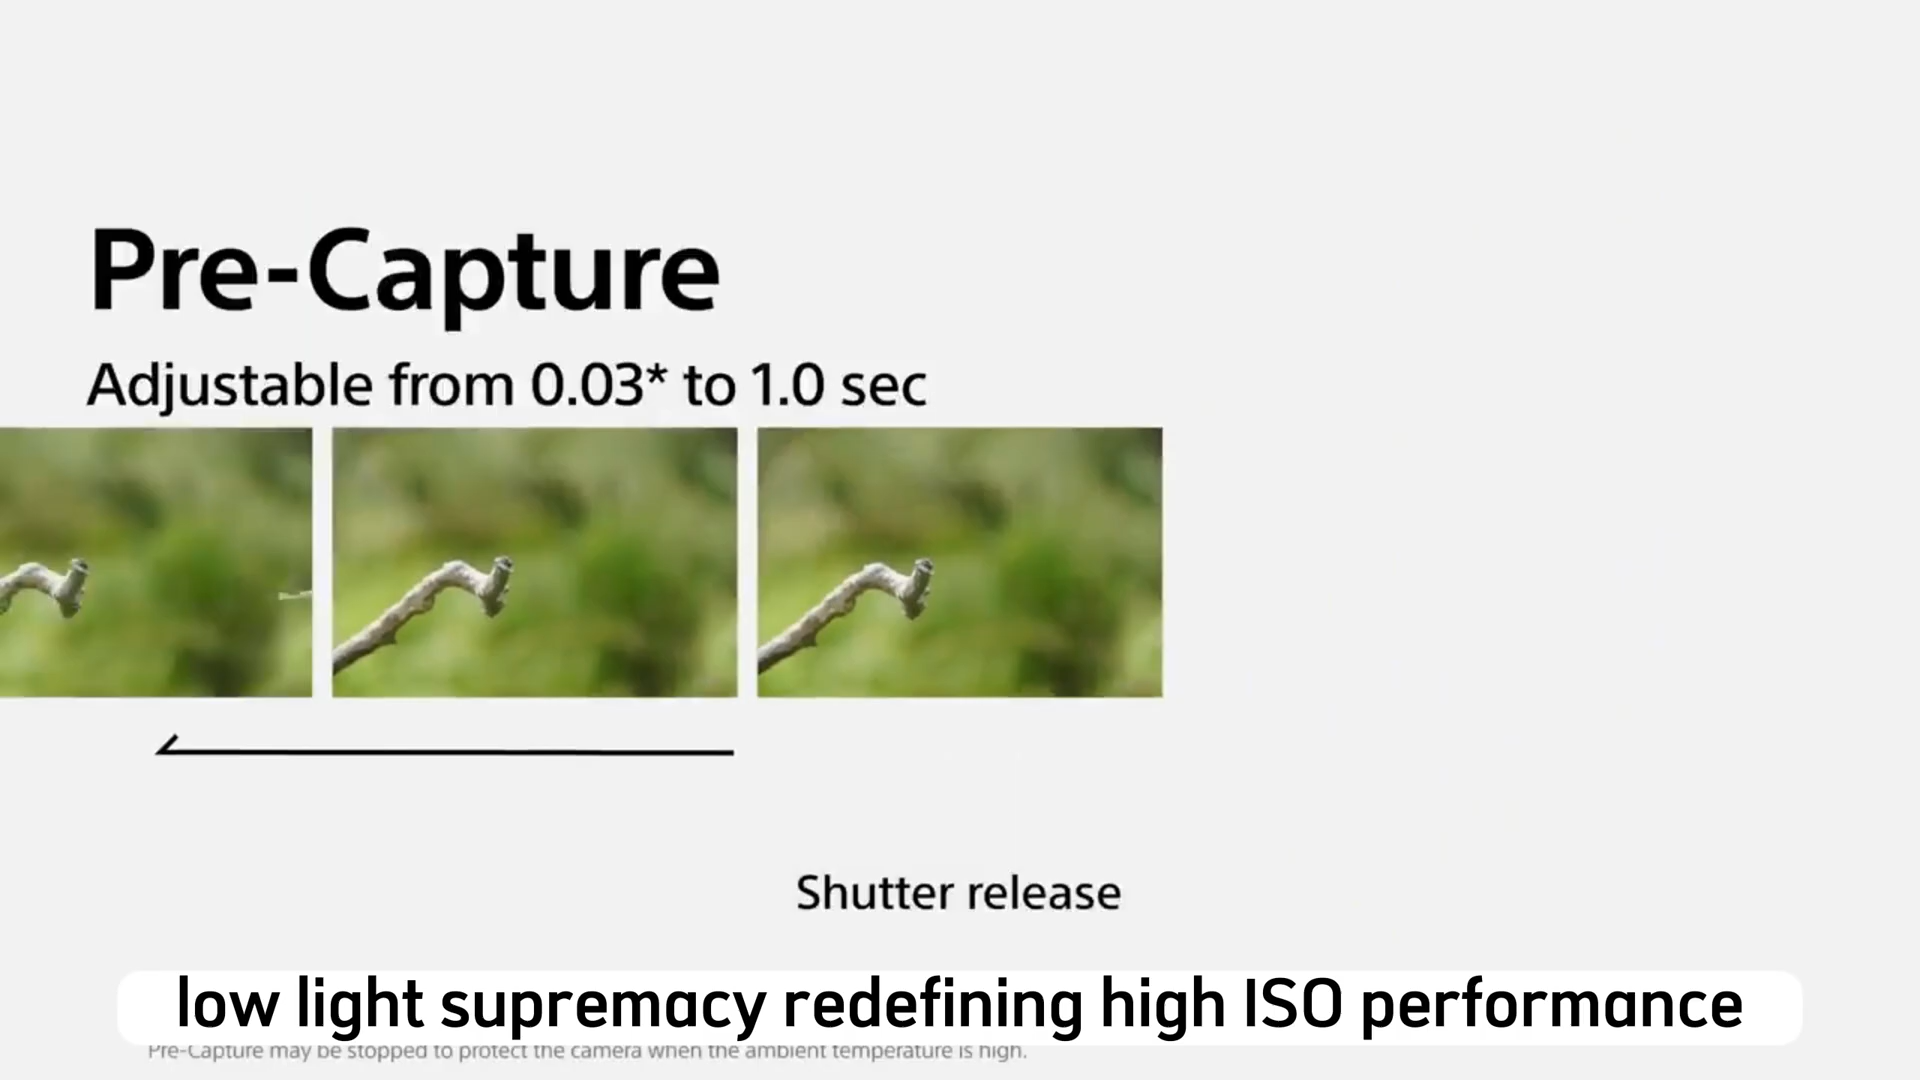 Pre-Capture
Adjustable from 0.03* to 1.0 sec
Shutter release
low light supremacy redefining high ISO performance
Pre-Capture may be stopped to protect the camera when the ambient temperature is high.